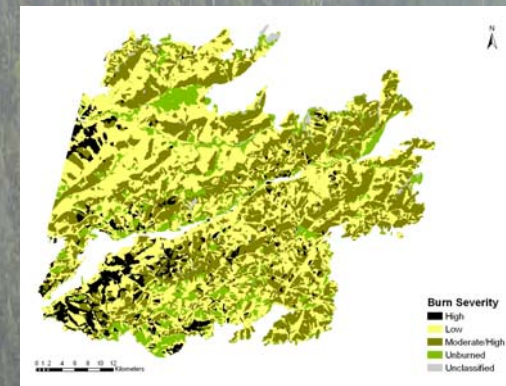 N
Burn Severity
High
Low
Moderate/High
Unburned
Unclassified
0 1 2 4 6 8 10 12
Kilometers